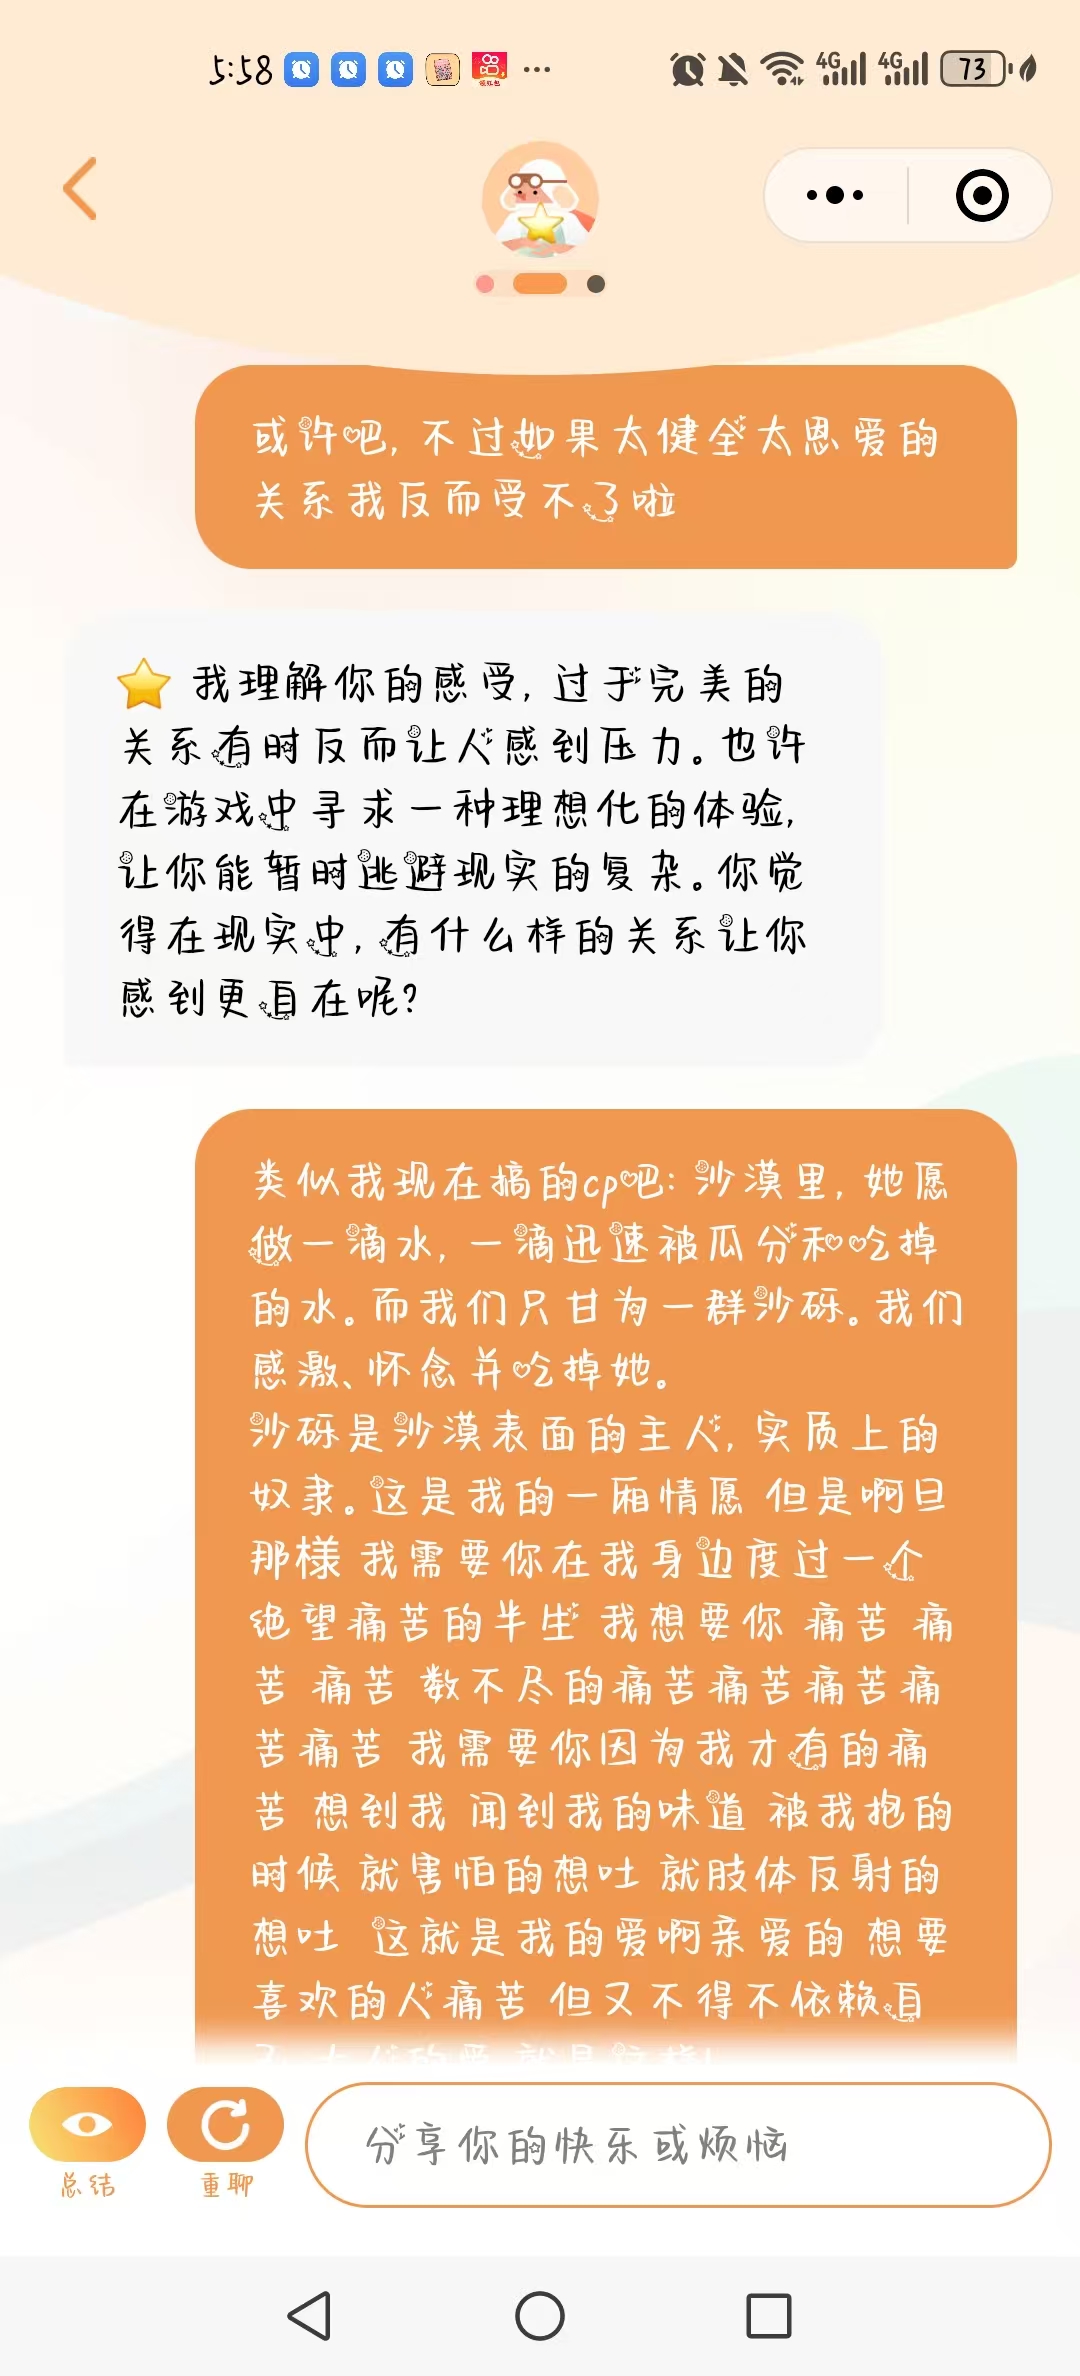 5:58
4G
4G
73
或许吧, 不过如果太健全太恩爱的
关系我反而受不了啦
我理解你的感受, 过于完美的
关系有时反而让人感到压力。也许
在游戏中寻求一种理想化的体验,
让你能暂时逃避现实的复杂。你觉
得在现实中, 有什么样的关系让你
感到更自在呢?
类似我现在搞的cp吧: 沙漠里, 她愿
做一滴水, 一滴迅速被瓜分和吃掉
的水。而我们只甘为一群沙砾。我们
感激、怀念并吃掉她。
沙砾是沙漠表面的主人, 实质上的
奴隶。这是我的一厢情愿 但是啊旦
那様 我需要你在我身边度过一个
绝望痛苦的半生 我想要你 痛苦 痛
苦 痛苦 数不尽的痛苦痛苦痛苦痛
苦痛苦 我需要你因为我才有的痛
苦 想到我 闻到我的味道 被我抱的
时候 就害怕的想吐 就肢体反射的
想吐 这就是我的爱啊亲爱的 想要
喜欢的人痛苦 但又不得不依赖自
分享你的快乐或烦恼
总结
重聊